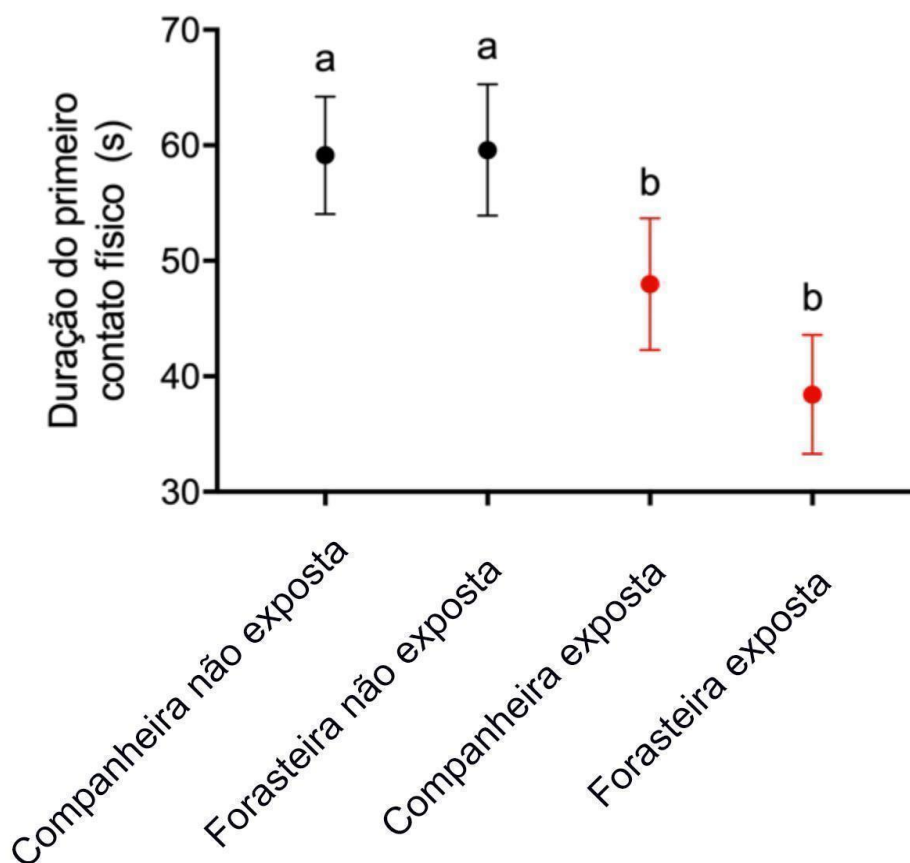 Duração do primeiro
contato físico (s)
70
60
50
40
30
a
a
b
b
Companheira não exposta
Forasteira não exposta
Companheira exposta
Forasteira exposta